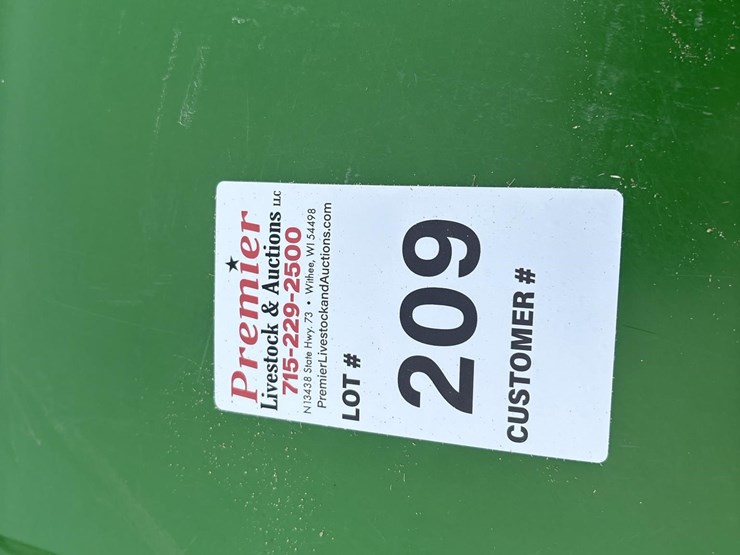 Premier
Livestock & Auctions LLC
715-229-2500
N13438 State Hwy. 73 • Withee, WI 54498
PremierLivestockandAuctions.com
LOT #
209
CUSTOMER #